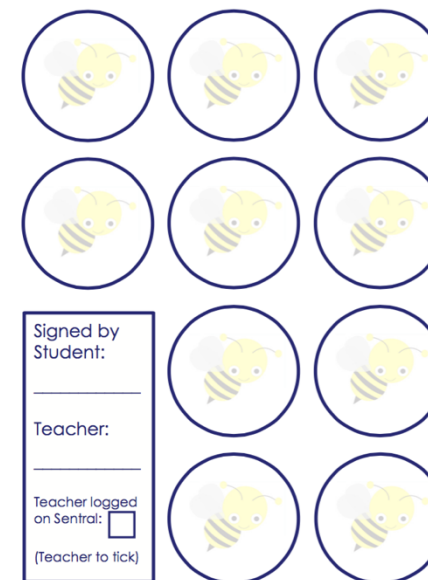 Signed by
Student:
Teacher:
Teacher logged
on Sentral:
(Teacher to tick)